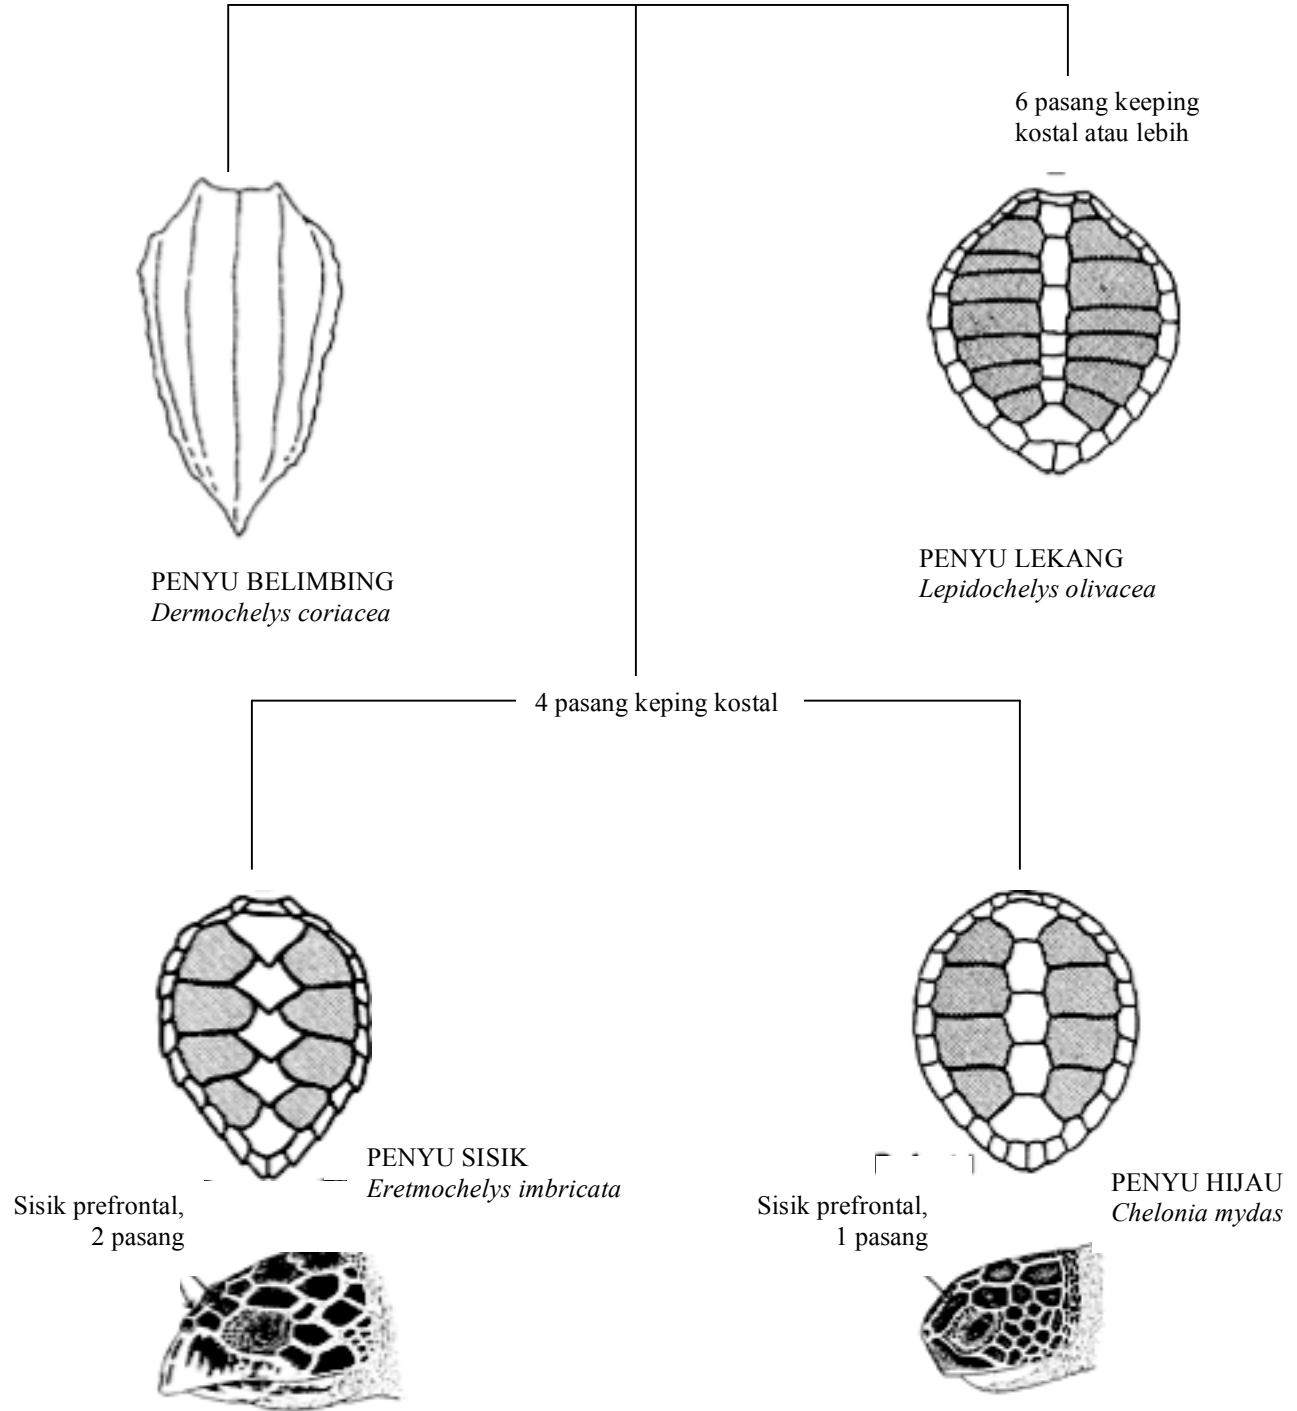 6 pasang keeping
kostal atau lebih
PENYU BELIMBING
Dermochelys coriacea
PENYU LEKANG
Lepidochelys olivacea
4 pasang keping kostal
PENYU SISIK
Eretmochelys imbricata
Sisik prefrontal,
2 pasang
PENYU HIJAU
Chelonia mydas
Sisik prefrontal,
1 pasang